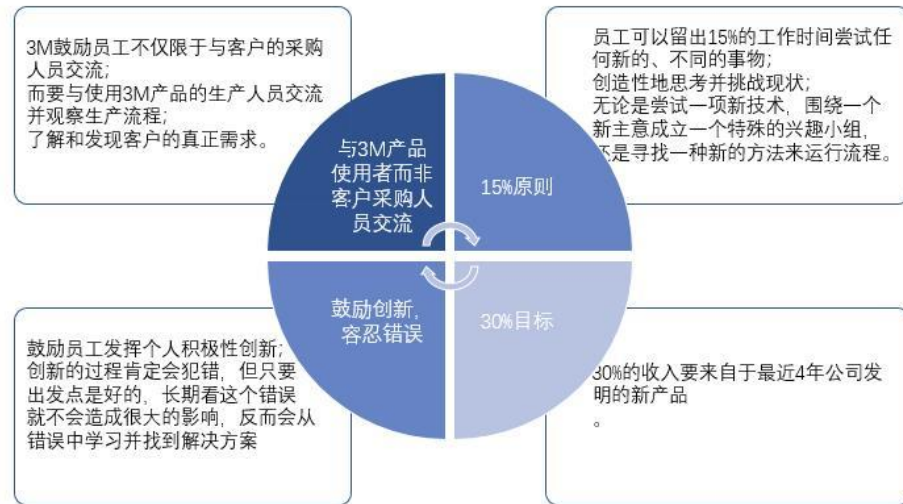 3M鼓励员工不仅限于与客户的采购
人员交流;
而要与使用3M产品的生产人员交流
并观察生产流程;
了解和发现客户的真正需求。
员工可以留出15%的工作时间尝试任
何新的、不同的事物;
创造性地思考并挑战现状;
无论是尝试一项新技术，围绕一个
新主意成立一个特殊的兴趣小组，
还是寻找一种新的方法来运行流程。
与3M产品
使用者而非
客户采购人
员交流
15%原则
鼓励创新，
容忍错误
30%目标
鼓励员工发挥个人积极性创新;
创新的过程肯定会犯错，但只要
出发点是好的，长期看这个错误
就不会造成很大的影响，反而会从
错误中学习并找到解决方案
30%的收入要来自于最近4年公司发
明的新产品
。